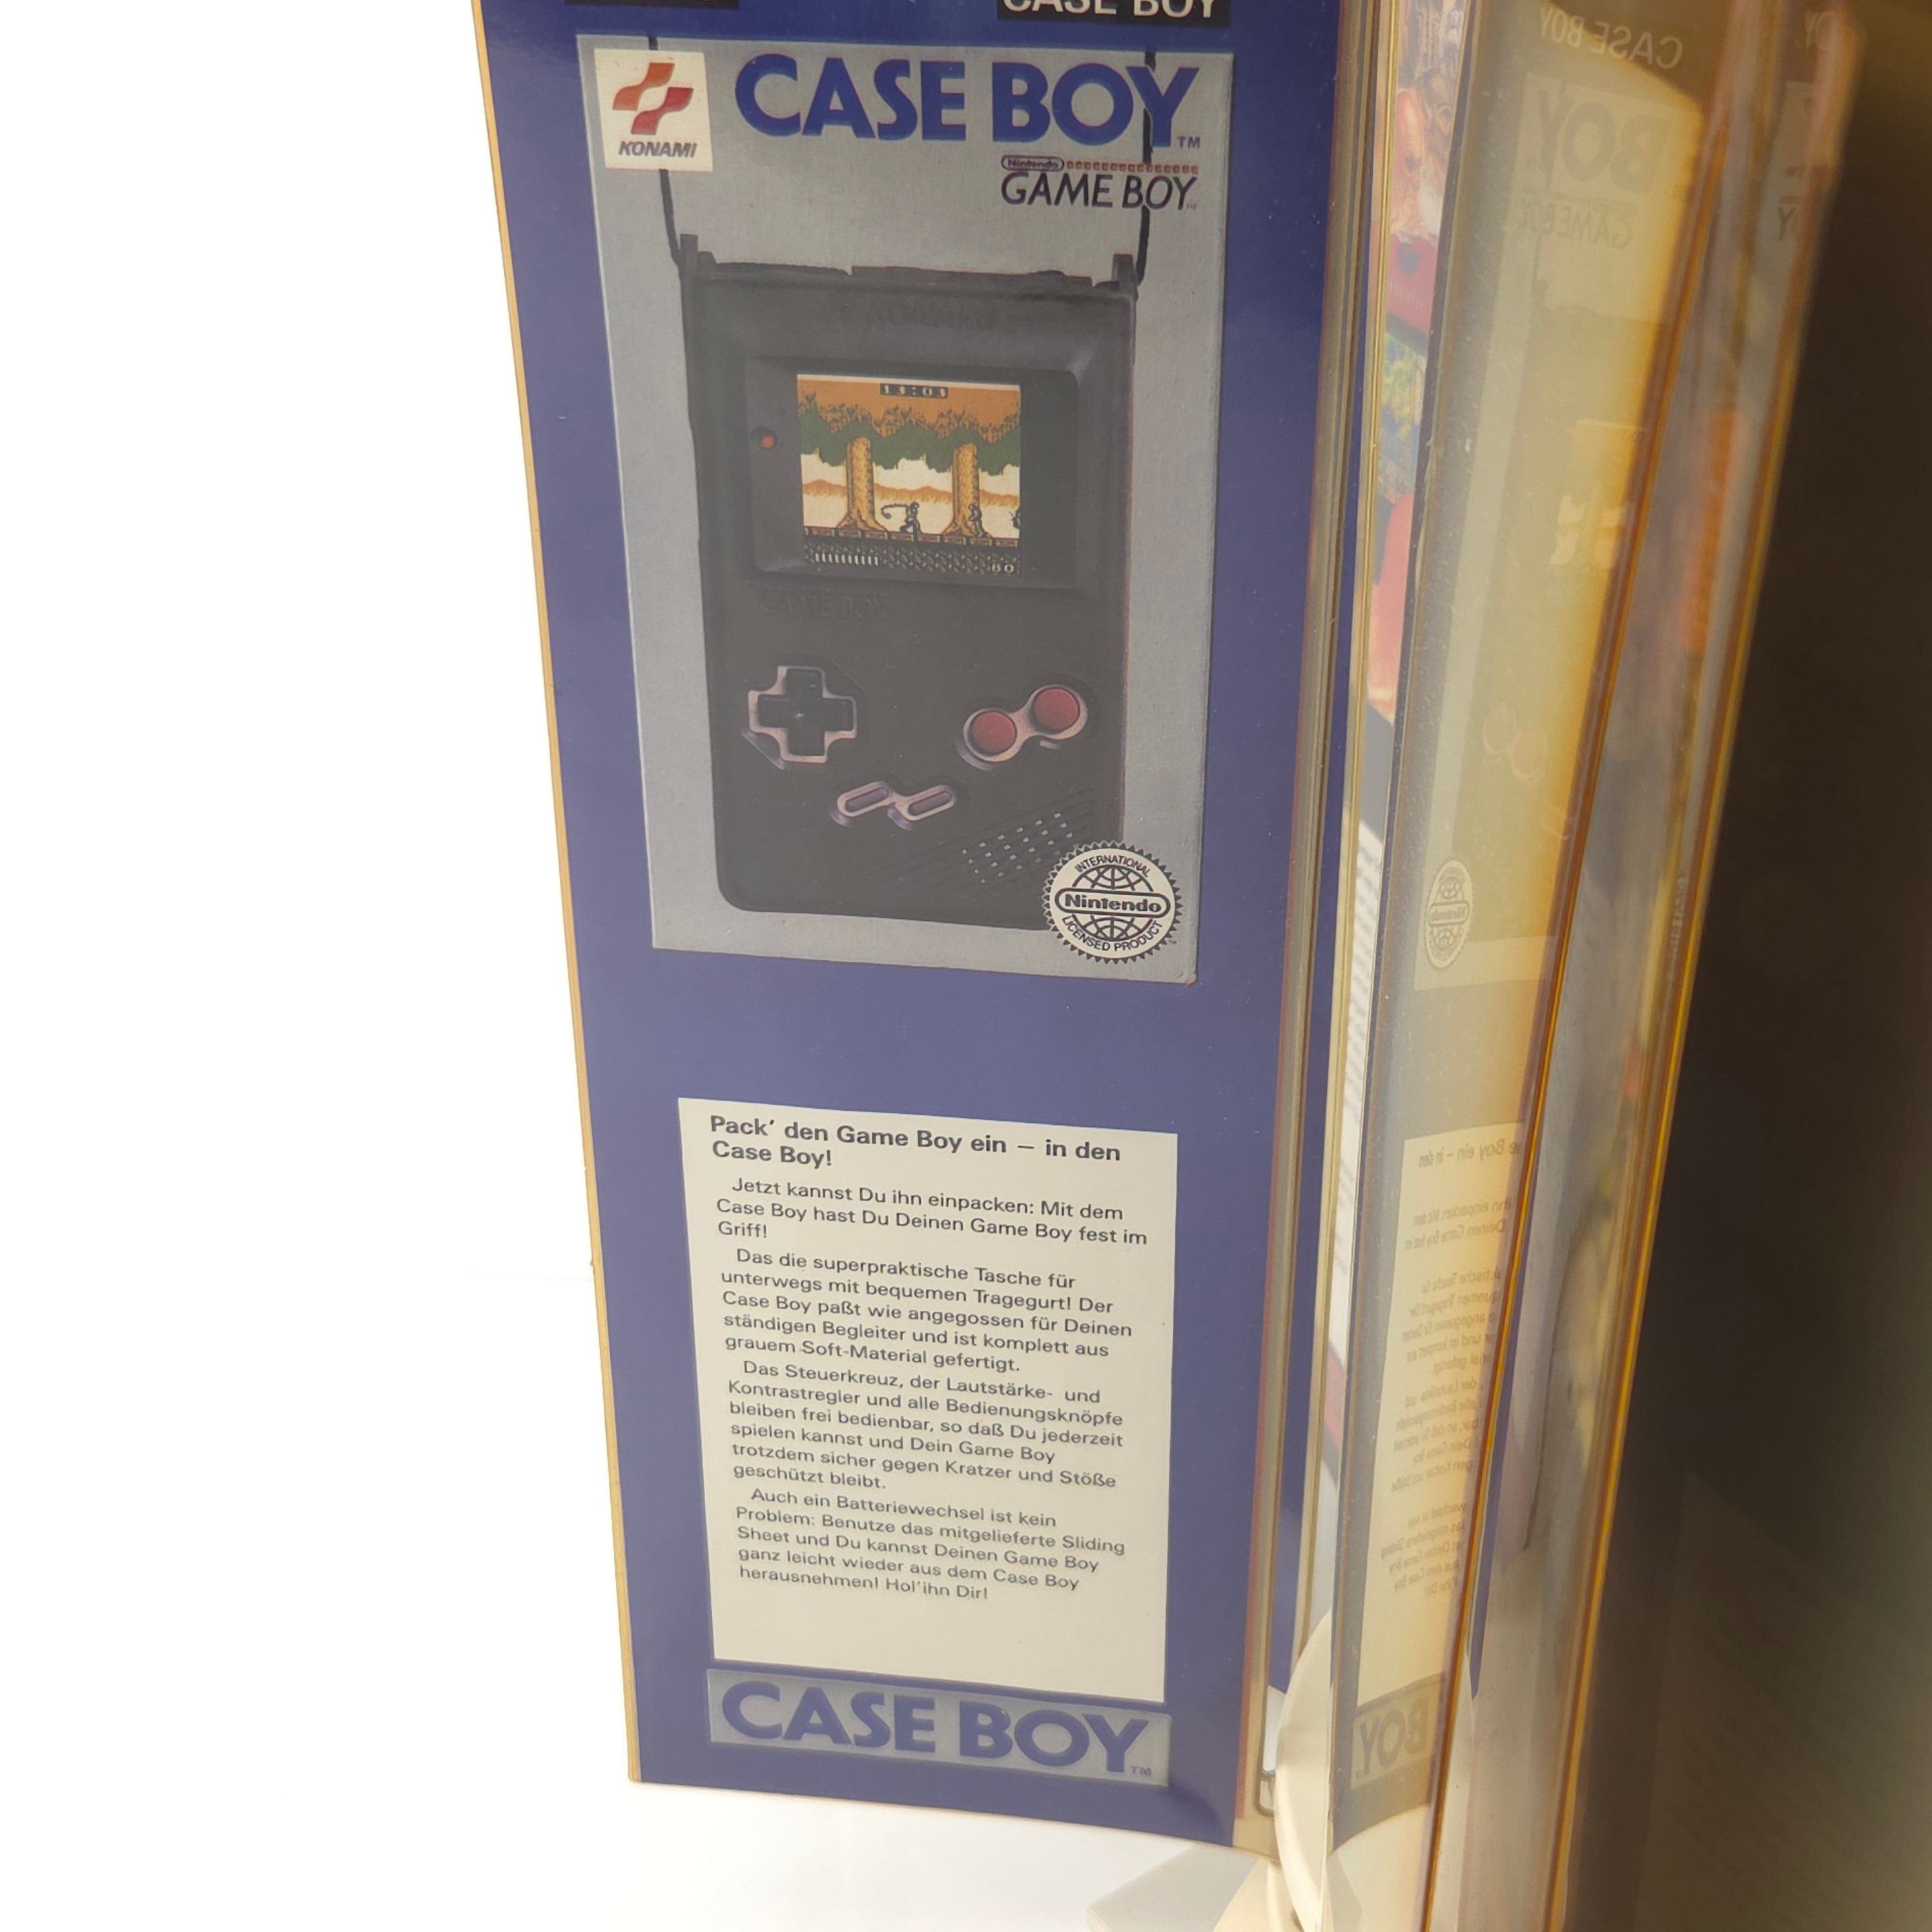 CASE BOY
KONAMI
CASE BOY TM
Nintendo
GAME BOY TM
13:03
80
GAME BOY
INTERNATIONAL
Nintendo
LICENSED PRODUCT
Pack’ den Game Boy ein – in den
Case Boy!
Jetzt kannst Du ihn einpacken: Mit dem
Case Boy hast Du Deinen Game Boy fest im
Griff!
Das die superpraktische Tasche für
unterwegs mit bequemen Tragegurt! Der
Case Boy paßt wie angegossen für Deinen
ständigen Begleiter und ist komplett aus
grauem Soft-Material gefertigt.
Das Steuerkreuz, der Lautstärke- und
Kontrastregler und alle Bedienungsknöpfe
bleiben frei bedienbar, so daß Du jederzeit
spielen kannst und Dein Game Boy
trotzdem sicher gegen Kratzer und Stöße
geschützt bleibt.
Auch ein Batteriewechsel ist kein
Problem: Benutze das mitgelieferte Sliding
Sheet und Du kannst Deinen Game Boy
ganz leicht wieder aus dem Case Boy
herausnehmen! Hol’ihn Dir!
CASE BOY TM